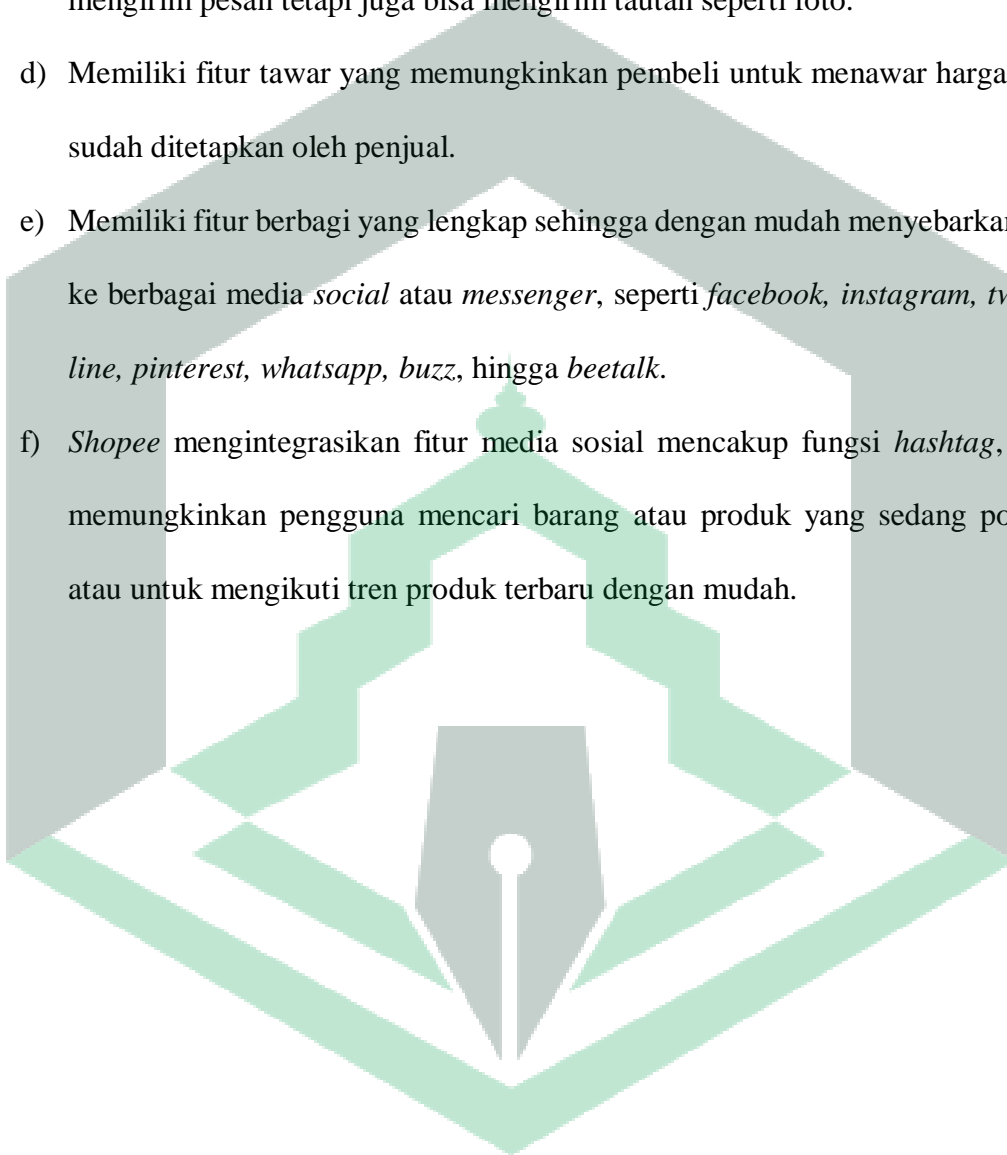 mengirim pesan tetapi juga bisa mengirim tautan seperti foto.
d) Memiliki fitur tawar yang memungkinkan pembeli untuk menawar harga
sudah ditetapkan oleh penjual.
e) Memiliki fitur berbagi yang lengkap sehingga dengan mudah menyebarkan
ke berbagai media social atau messenger, seperti facebook, instagram,
line, pinterest, whatsapp, buzz, hingga beetalk.
f) Shopee mengintegrasikan fitur media sosial mencakup fungsi hashtag,
memungkinkan pengguna mencari barang atau produk yang sedang
atau untuk mengikuti tren produk terbaru dengan mudah.